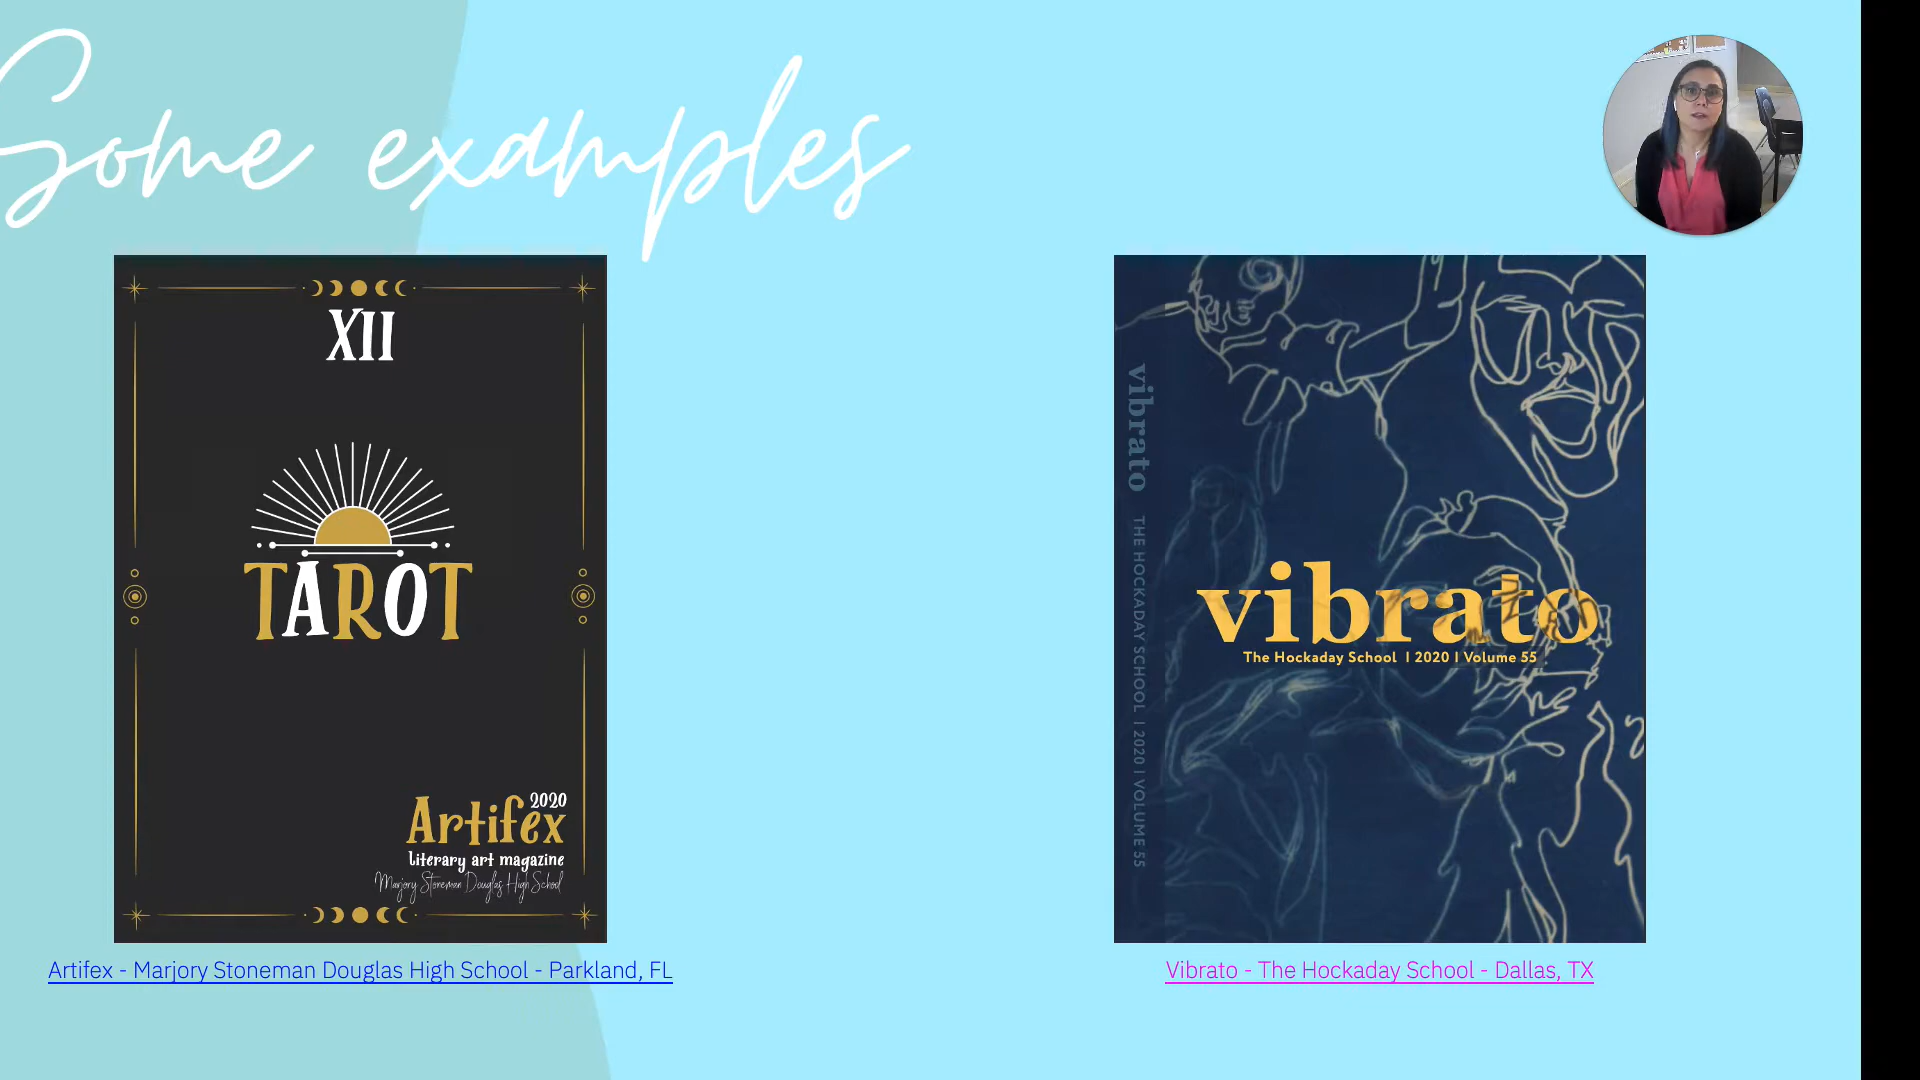 Some examples
XII
TAROT
2020
Artifex
literary art magazine
Marjory Stoneman Douglas High School
Artifex - Marjory Stoneman Douglas High School - Parkland, FL
vibrato
THE HOCKADAY SCHOOL | 2020 | VOLUME 55
vibrato
The Hockaday School | 2020 | Volume 55
Vibrato - The Hockaday School - Dallas, TX